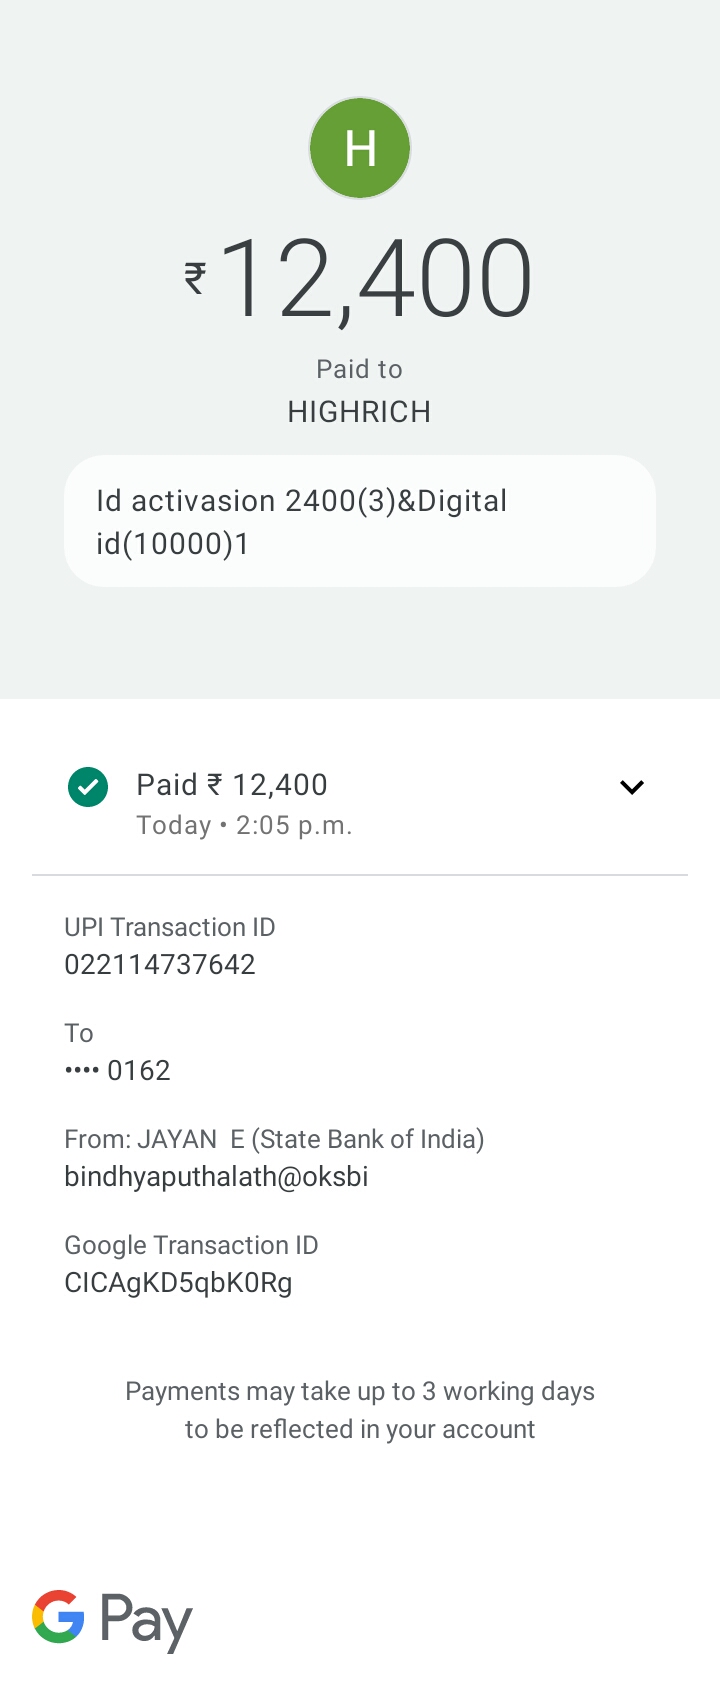 H
₹12,400
Paid to
HIGHRICH
Id activasion 2400(3)&Digital
id(10000)1
Paid ₹ 12,400
Today • 2:05 p.m.
UPI Transaction ID
022114737642
To
•••• 0162
From: JAYAN  E (State Bank of India)
bindhyaputhalath@oksbi
Google Transaction ID
CICAgKD5qbK0Rg
Payments may take up to 3 working days
to be reflected in your account
G Pay